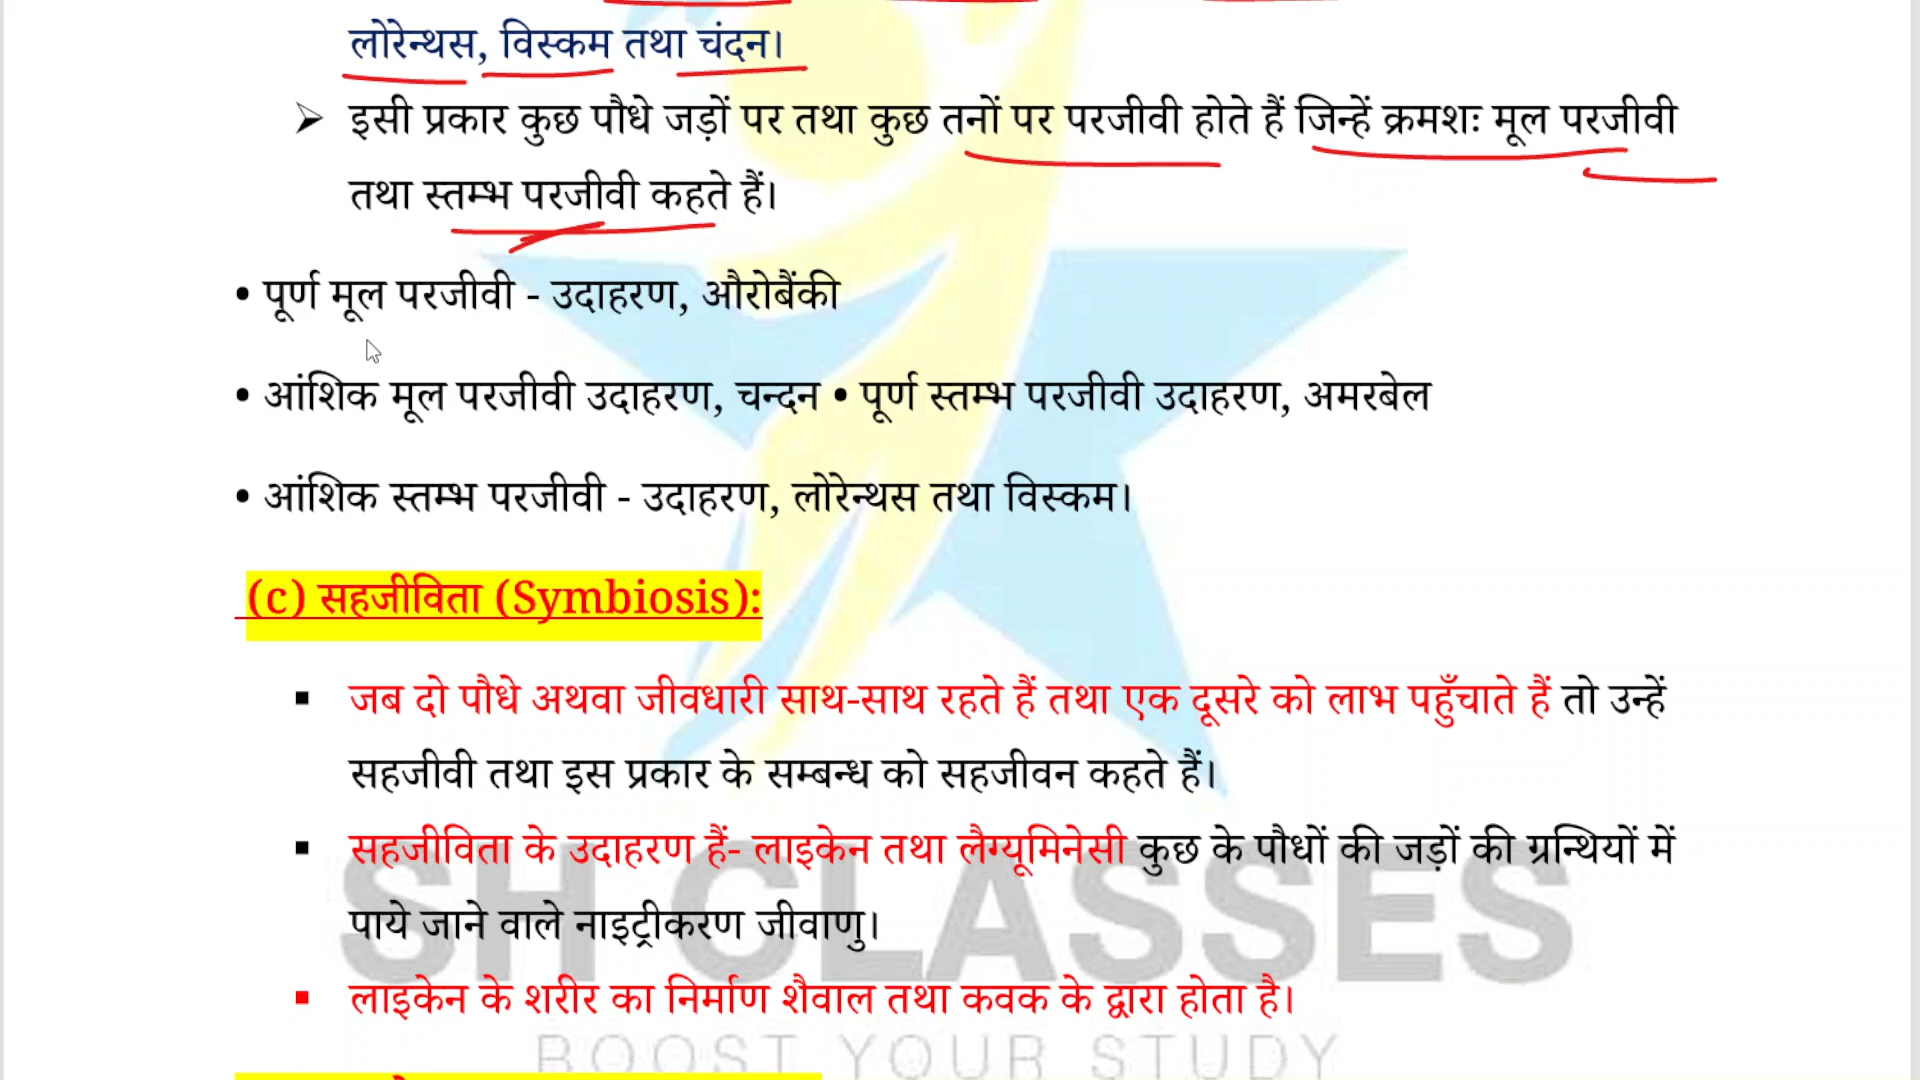 लोरेन्थस, विस्कम तथा चंदन।
➢ इसी प्रकार कुछ पौधे जड़ों पर तथा कुछ तनों पर परजीवी होते हैं जिन्हें क्रमशः मूल परजीवी
तथा स्तम्भ परजीवी कहते हैं।
• पूर्ण मूल परजीवी - उदाहरण, औरोबैंकी
• आंशिक मूल परजीवी उदाहरण, चन्दन • पूर्ण स्तम्भ परजीवी उदाहरण, अमरबेल
• आंशिक स्तम्भ परजीवी - उदाहरण, लोरेन्थस तथा विस्कम।
(c) सहजीविता (Symbiosis):
▪ जब दो पौधे अथवा जीवधारी साथ-साथ रहते हैं तथा एक दूसरे को लाभ पहुँचाते हैं तो उन्हें
सहजीवी तथा इस प्रकार के सम्बन्ध को सहजीवन कहते हैं।
▪ सहजीविता के उदाहरण हैं- लाइकेन तथा लैग्यूमिनेसी कुछ के पौधों की जड़ों की ग्रन्थियों में
पाये जाने वाले नाइट्रीकरण जीवाणु।
▪ लाइकेन के शरीर का निर्माण शैवाल तथा कवक के द्वारा होता है।
SH CLASSES
BOOST YOUR STUDY